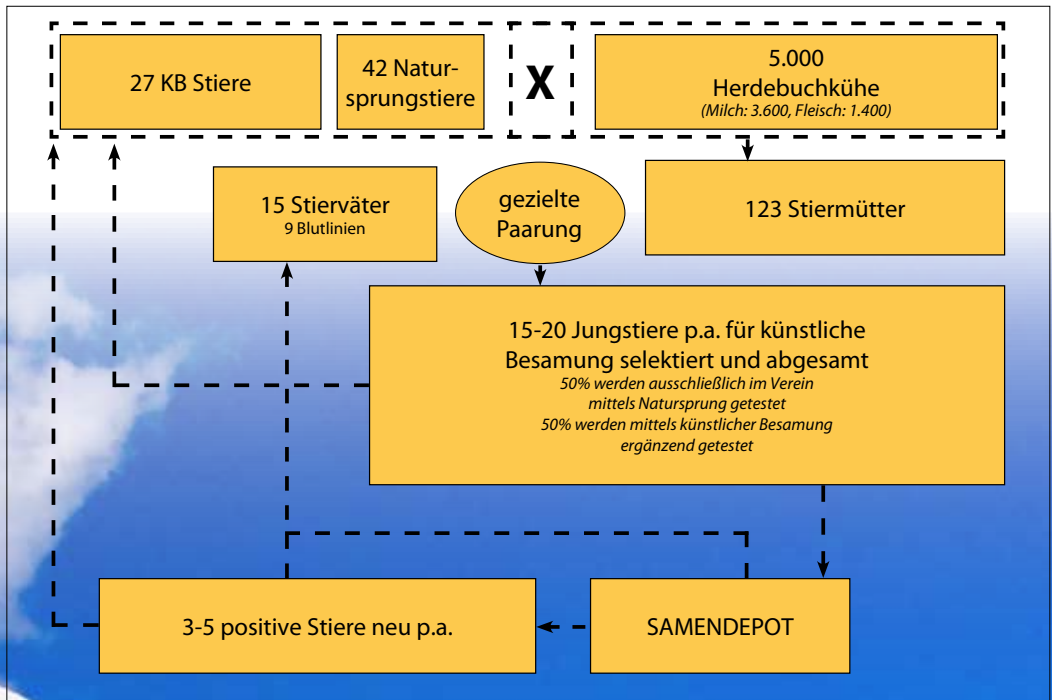 27 KB Stiere
42 Natur-
sprungstiere
X
5.000
Herdebuchkühe
(Milch: 3.600, Fleisch: 1.400)
15 Stierväter
9 Blutlinien
gezielte
Paarung
123 Stiermütter
15-20 Jungstiere p.a. für künstliche
Besamung selektiert und abgesamt
50% werden ausschließlich im Verein
mittels Natursprung getestet
50% werden mittels künstlicher Besamung
ergänzend getestet
3-5 positive Stiere neu p.a.
SAMENDEPOT